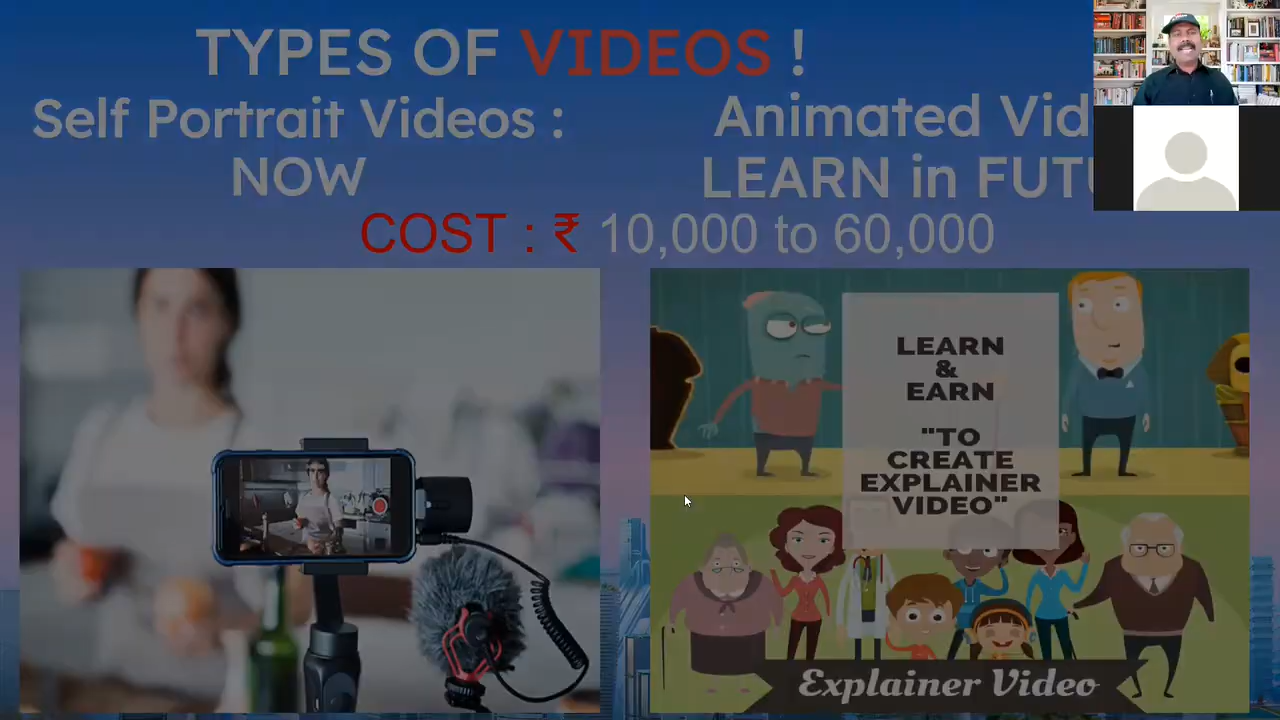 TYPES OF VIDEOS !
Self Portrait Videos :
NOW
Animated Vid
LEARN in FUTU
COST : ₹ 10,000 to 60,000
LEARN
&
EARN
"TO
CREATE
EXPLAINER
VIDEO"
Explainer Video